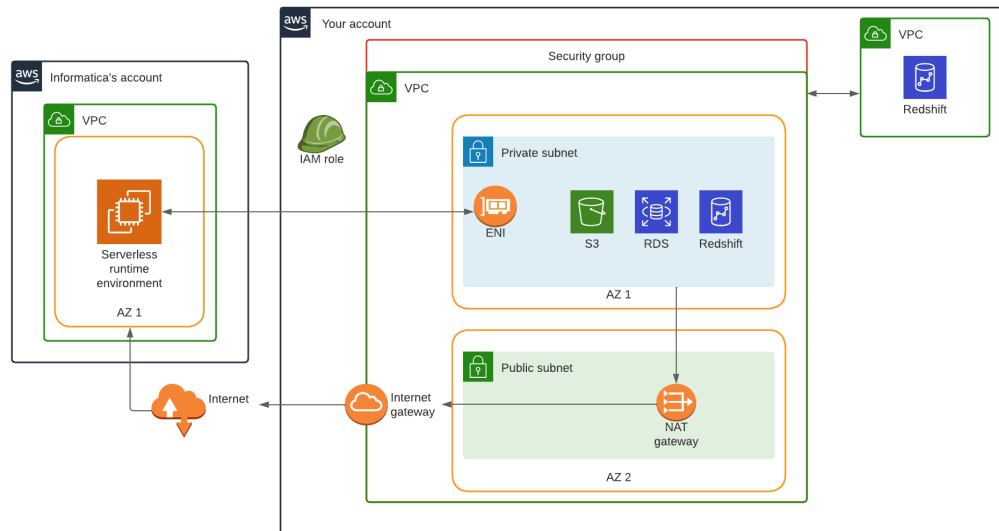 aws
Your account
VPC
Redshift
Security group
aws
Informatica's account
VPC
VPC
IAM role
Private subnet
ENI
S3
RDS
Redshift
Serverless
runtime
environment
AZ 1
AZ 1
Public subnet
Internet
Internet
gateway
NAT
gateway
AZ 2